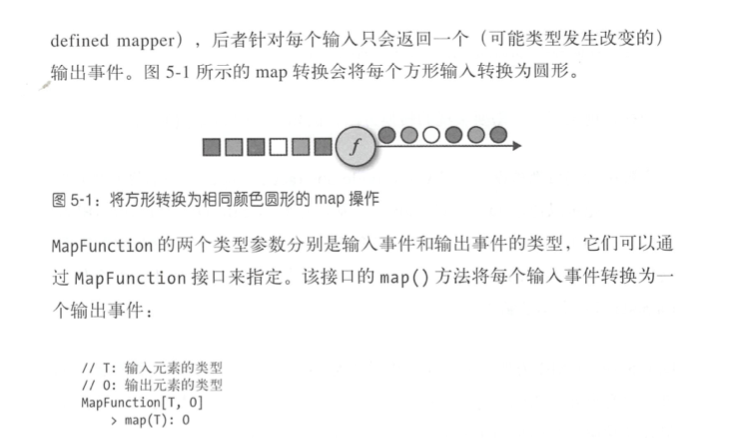 defined mapper），后者针对每个输入只会返回一个（可能类型发生改变的）
输出事件。图 5-1 所示的 map 转换会将每个方形输入转换为圆形。
f
图 5-1：将方形转换为相同颜色圆形的 map 操作
MapFunction 的两个类型参数分别是输入事件和输出事件的类型，它们可以通
过 MapFunction 接口来指定。该接口的 map() 方法将每个输入事件转换为一
个输出事件：
// T: 输入元素的类型
// O: 输出元素的类型
MapFunction[T, O]
> map(T): O